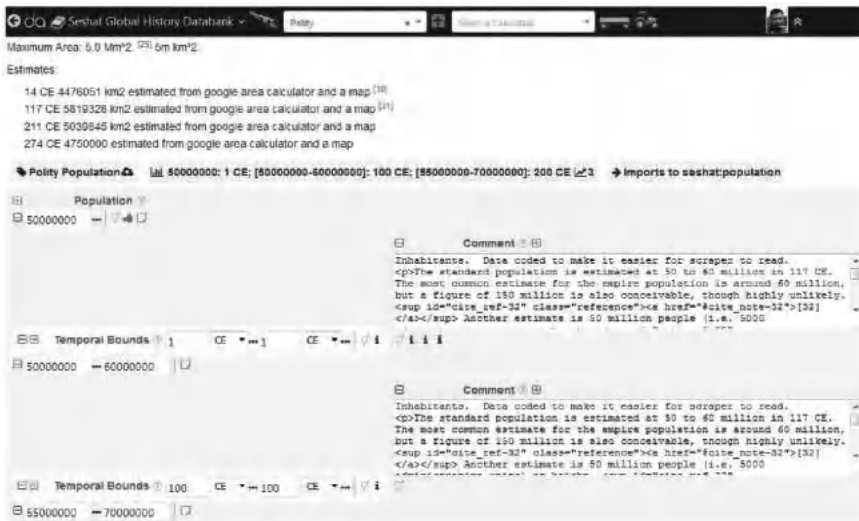 Seshat Global History Databank
Polity
Maximum Area: 5.0 Mm^2. [29] 5m km^2.
Estimates:
14 CE 4476051 km2 estimated from google area calculator and a map
117 CE 5819328 km2 estimated from google area calculator and a map [31]
211 CE 5039845 km2 estimated from google area calculator and a map
274 CE 4750000 estimated from google area calculator and a map
Polity Population 50000000: 1 CE; [50000000-60000000]: 100 CE; [55000000-70000000]: 200 CE 3 → Imports to seshat:population
Population
50000000
Comment
Inhabitants. Data coded to make it easier for scraper to read.
<p>The standard population is estimated at 50 to 60 million in 117 CE.
The most common estimate for the empire population is around 60 million,
but a figure of 150 million is also conceivable, though highly unlikely.
<sup id="cite_ref-32" class="reference"><a href="#cite_note-32">[32]
</a></sup> Another estimate is 50 million people (i.e. 5000
Temporal Bounds 1 CE 1 CE
50000000 60000000
Comment
Inhabitants. Data coded to make it easier for scraper to read.
<p>The standard population is estimated at 50 to 60 million in 117 CE.
The most common estimate for the empire population is around 60 million,
but a figure of 150 million is also conceivable, though highly unlikely.
<sup id="cite_ref-32" class="reference"><a href="#cite_note-32">[32]
</a></sup> Another estimate is 50 million people (i.e. 5000
Temporal Bounds 100 CE 100 CE
55000000 70000000